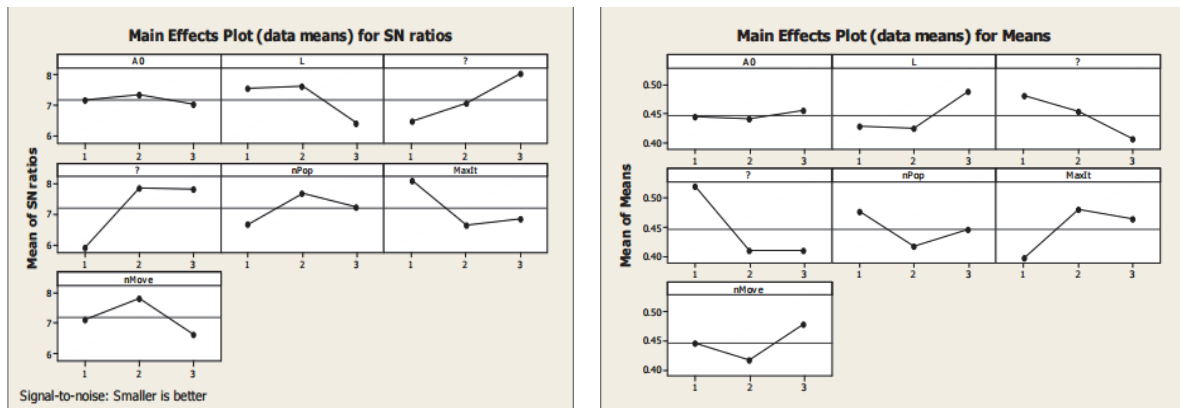 Main Effects Plot (data means) for SN ratios
A0 L ?
8
7
6
1 2 3 1 2 3 1 2 3
? nPop MaxIt
8
7
6
1 2 3 1 2 3 1 2 3
nMove
8
7
6
1 2 3
Mean of SN ratios
Signal-to-noise: Smaller is better
Main Effects Plot (data means) for Means
A0 L ?
0.50
0.45
0.40
1 2 3 1 2 3 1 2 3
? nPop MaxIt
0.50
0.45
0.40
1 2 3 1 2 3 1 2 3
nMove
0.50
0.45
0.40
1 2 3
Mean of Means